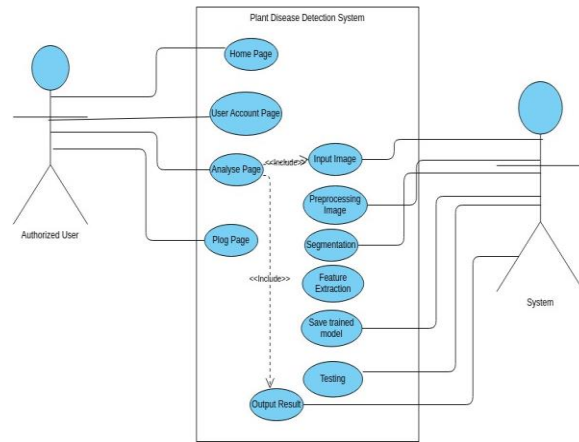 Plant Disease Detection System
Home Page
User Account Page
Analyse Page
<<Include>>
Input Image
Preprocessing
Image
Plog Page
Segmentation
<<Include>>
Feature
Extraction
Save trained
model
Testing
Output Result
Authorized User
System